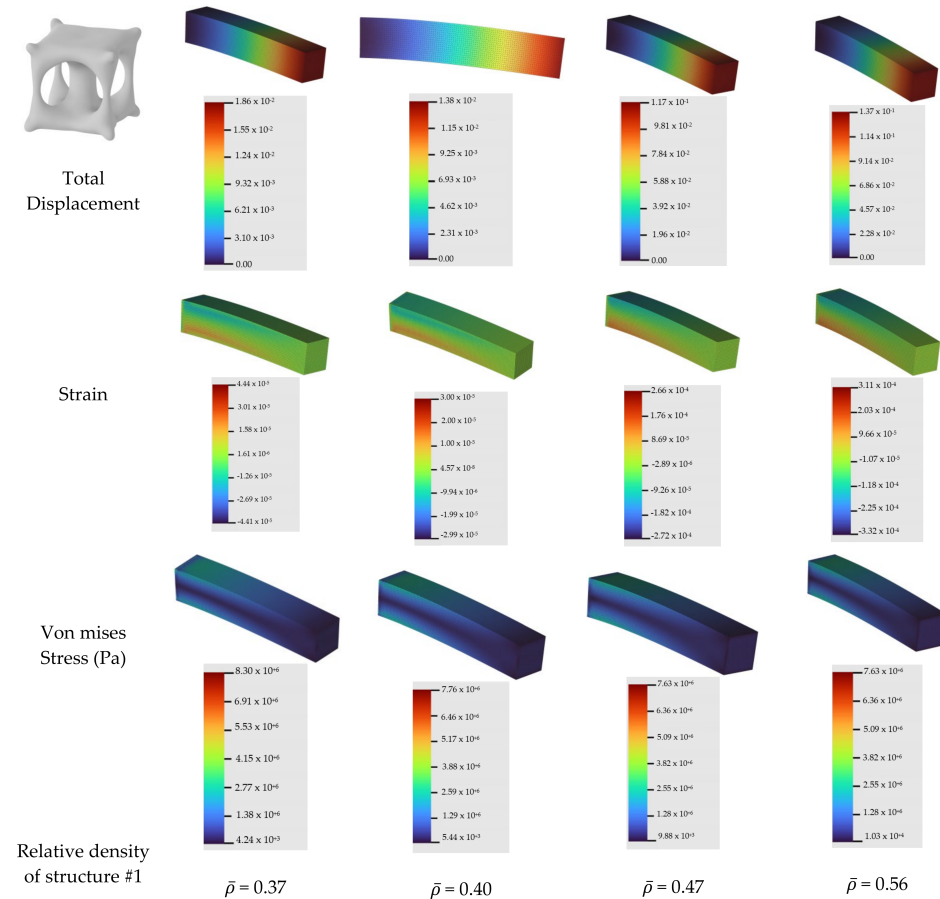 Total
Displacement
1.86 x 10⁻²
1.55 x 10⁻²
1.24 x 10⁻²
9.32 x 10⁻³
6.21 x 10⁻³
3.10 x 10⁻³
0.00
1.38 x 10⁻²
1.15 x 10⁻²
9.25 x 10⁻³
6.93 x 10⁻³
4.62 x 10⁻³
2.31 x 10⁻³
0.00
1.17 x 10⁻¹
9.81 x 10⁻²
7.84 x 10⁻²
5.88 x 10⁻²
3.92 x 10⁻²
1.96 x 10⁻²
0.00
1.37 x 10⁻¹
1.14 x 10⁻¹
9.14 x 10⁻²
6.86 x 10⁻²
4.57 x 10⁻²
2.28 x 10⁻²
0.00
Strain
4.44 x 10⁻⁵
3.01 x 10⁻⁵
1.58 x 10⁻⁵
1.61 x 10⁻⁶
-1.26 x 10⁻⁵
-2.69 x 10⁻⁵
-4.41 x 10⁻⁵
3.00 x 10⁻⁵
2.00 x 10⁻⁵
1.00 x 10⁻⁵
4.57 x 10⁻⁸
-9.94 x 10⁻⁶
-1.99 x 10⁻⁵
-2.99 x 10⁻⁵
2.66 x 10⁻⁴
1.76 x 10⁻⁴
8.69 x 10⁻⁵
-2.89 x 10⁻⁶
-9.26 x 10⁻⁵
-1.82 x 10⁻⁴
-2.72 x 10⁻⁴
3.11 x 10⁻⁴
2.03 x 10⁻⁴
9.66 x 10⁻⁵
-1.07 x 10⁻⁵
-1.18 x 10⁻⁴
-2.25 x 10⁻⁴
-3.32 x 10⁻⁴
Von mises
Stress (Pa)
8.30 x 10⁺⁶
6.91 x 10⁺⁶
5.53 x 10⁺⁶
4.15 x 10⁺⁶
2.77 x 10⁺⁶
1.38 x 10⁺⁶
4.24 x 10⁺³
7.76 x 10⁺⁶
6.46 x 10⁺⁶
5.17 x 10⁺⁶
3.88 x 10⁺⁶
2.59 x 10⁺⁶
1.29 x 10⁺⁶
5.44 x 10⁺³
7.63 x 10⁺⁶
6.36 x 10⁺⁶
5.09 x 10⁺⁶
3.82 x 10⁺⁶
2.55 x 10⁺⁶
1.28 x 10⁺⁶
9.88 x 10⁺³
7.63 x 10⁺⁶
6.36 x 10⁺⁶
5.09 x 10⁺⁶
3.82 x 10⁺⁶
2.55 x 10⁺⁶
1.28 x 10⁺⁶
1.03 x 10⁺⁴
Relative density
of structure #1
ρ̄ = 0.37
ρ̄ = 0.40
ρ̄ = 0.47
ρ̄ = 0.56